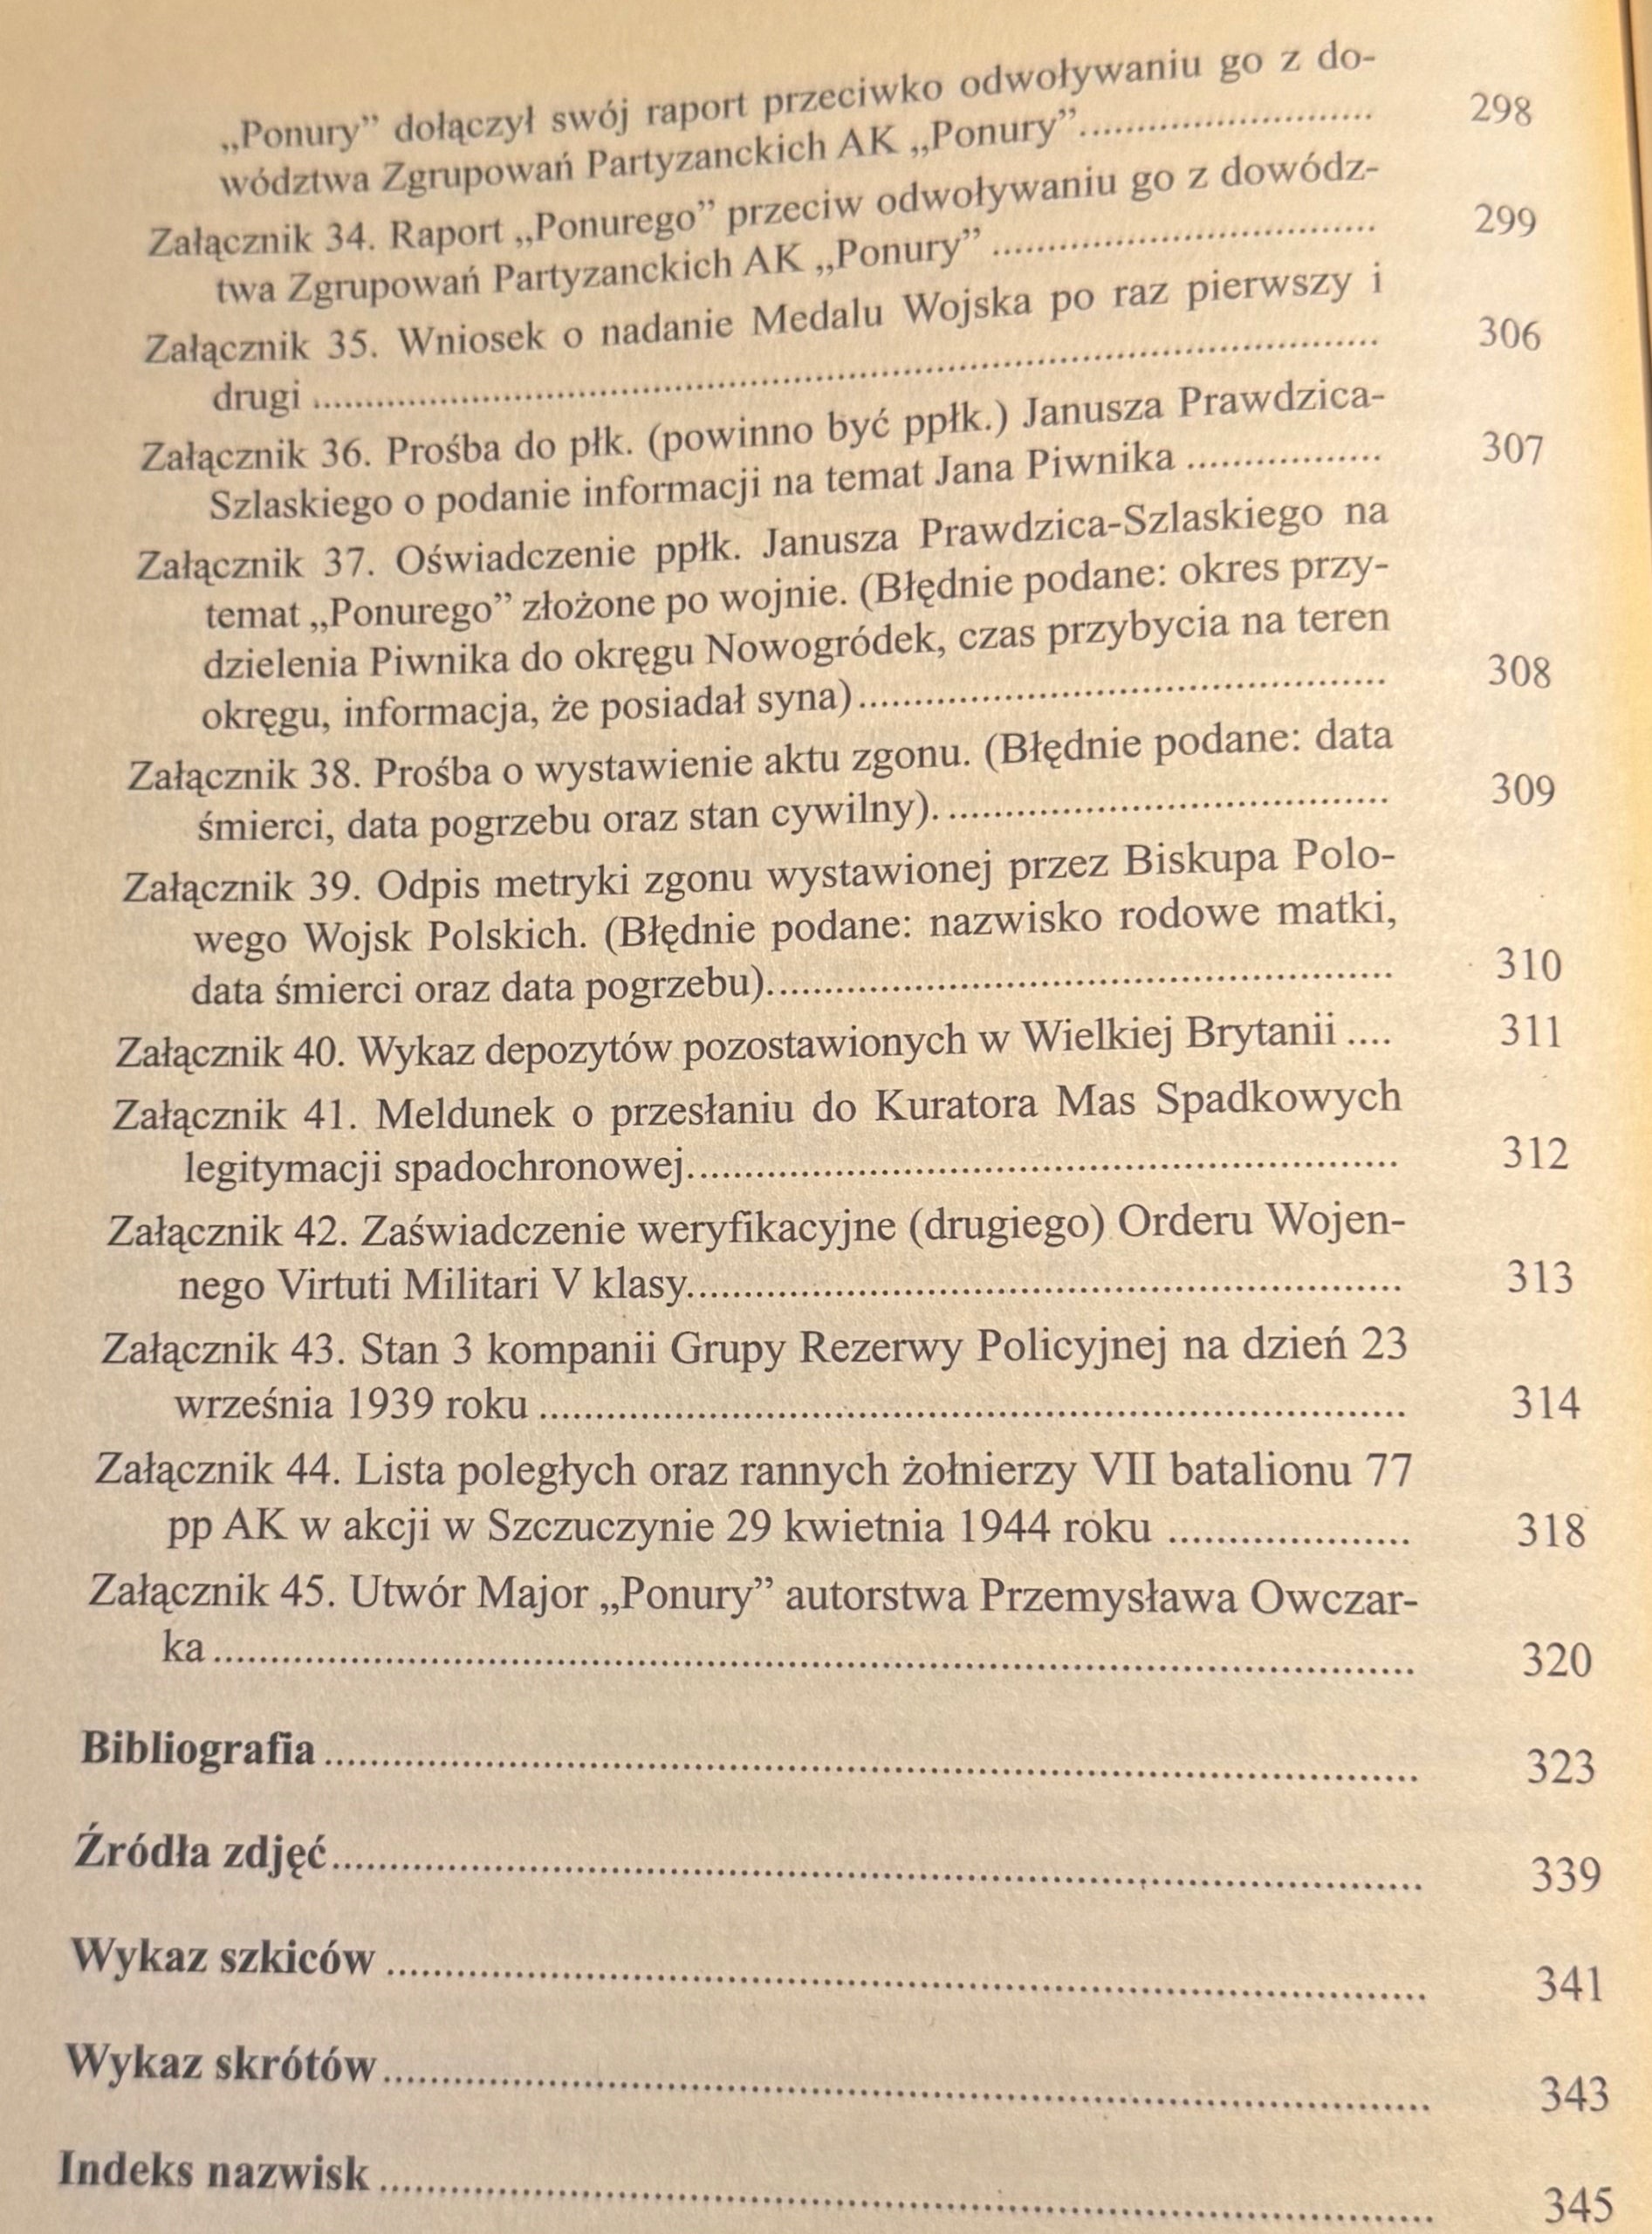 „Ponury” dołączył swój raport przeciwko odwoływaniu go z do-
wództwa Zgrupowań Partyzanckich AK „Ponury”.......................... 298
Załącznik 34. Raport „Ponurego” przeciw odwoływaniu go z dowódz-
twa Zgrupowań Partyzanckich AK „Ponury” .................................. 299
Załącznik 35. Wniosek o nadanie Medalu Wojska po raz pierwszy i
drugi .................................................................................................. 306
Załącznik 36. Prośba do płk. (powinno być ppłk.) Janusza Prawdzica-
Szlaskiego o podanie informacji na temat Jana Piwnika ................. 307
Załącznik 37. Oświadczenie ppłk. Janusza Prawdzica-Szlaskiego na
temat „Ponurego” złożone po wojnie. (Błędnie podane: okres przy-
dzielenia Piwnika do okręgu Nowogródek, czas przybycia na teren
okręgu, informacja, że posiadał syna)............................................... 308
Załącznik 38. Prośba o wystawienie aktu zgonu. (Błędnie podane: data
śmierci, data pogrzebu oraz stan cywilny). ....................................... 309
Załącznik 39. Odpis metryki zgonu wystawionej przez Biskupa Polo-
wego Wojsk Polskich. (Błędnie podane: nazwisko rodowe matki,
data śmierci oraz data pogrzebu)....................................................... 310
Załącznik 40. Wykaz depozytów pozostawionych w Wielkiej Brytanii .... 311
Załącznik 41. Meldunek o przesłaniu do Kuratora Mas Spadkowych
legitymacji spadochronowej.............................................................. 312
Załącznik 42. Zaświadczenie weryfikacyjne (drugiego) Orderu Wojen-
nego Virtuti Militari V klasy.............................................................. 313
Załącznik 43. Stan 3 kompanii Grupy Rezerwy Policyjnej na dzień 23
września 1939 roku ............................................................................ 314
Załącznik 44. Lista poległych oraz rannych żołnierzy VII batalionu 77
pp AK w akcji w Szczuczynie 29 kwietnia 1944 roku ..................... 318
Załącznik 45. Utwór Major „Ponury” autorstwa Przemysława Owczar-
ka ......................................................................................................... 320
Bibliografia ................................................................................................ 323
Źródła zdjęć................................................................................................ 339
Wykaz szkiców ........................................................................................... 341
Wykaz skrótów............................................................................................ 343
Indeks nazwisk ............................................................................................ 345